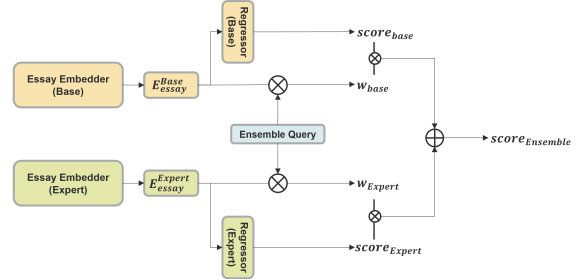 Regressor
(Base)
score_base
Essay Embedder
(Base)
E_essay^Base
w_base
Ensemble Query
score_Ensemble
Essay Embedder
(Expert)
E_essay^Expert
w_Expert
Regressor
(Expert)
score_Expert